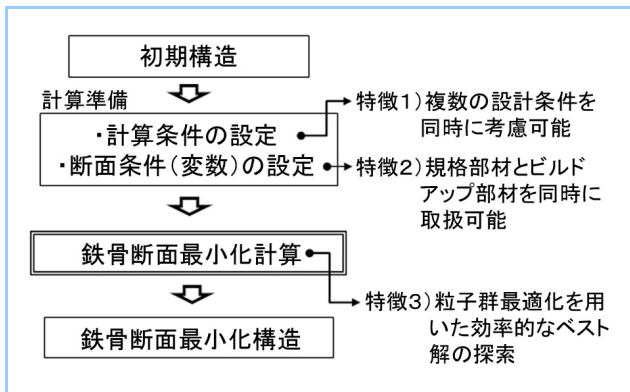 初期構造
計算準備
・計算条件の設定
・断面条件(変数)の設定
特徴1)複数の設計条件を
同時に考慮可能
特徴2)規格部材とビルド
アップ部材を同時に
取扱可能
鉄骨断面最小化計算
特徴3)粒子群最適化を用
いた効率的なベスト
解の探索
鉄骨断面最小化構造